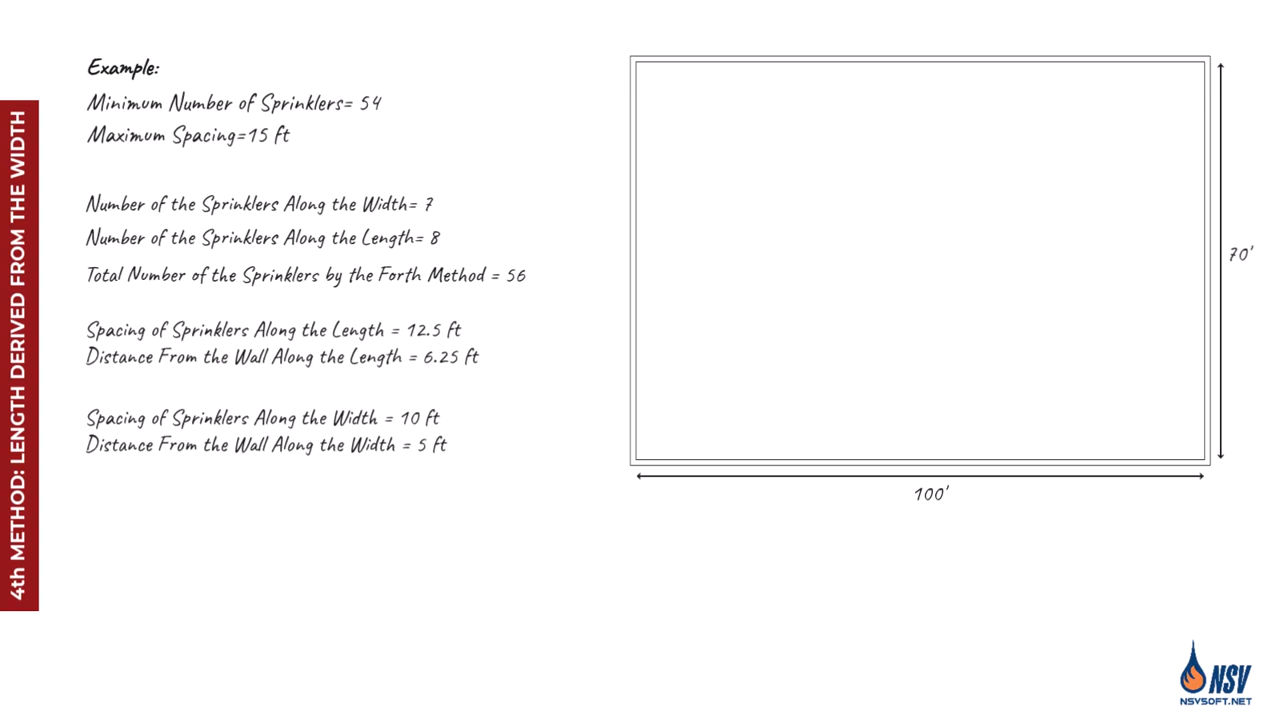 4th METHOD: LENGTH DERIVED FROM THE WIDTH
Example:
Minimum Number of Sprinklers= 54
Maximum Spacing=15 ft
Number of the Sprinklers Along the Width= 7
Number of the Sprinklers Along the Length= 8
Total Number of the Sprinklers by the Forth Method = 56
Spacing of Sprinklers Along the Length = 12.5 ft
Distance From the Wall Along the Length = 6.25 ft
Spacing of Sprinklers Along the Width = 10 ft
Distance From the Wall Along the Width = 5 ft
70'
100'
NSV
NSVSOFT.NET